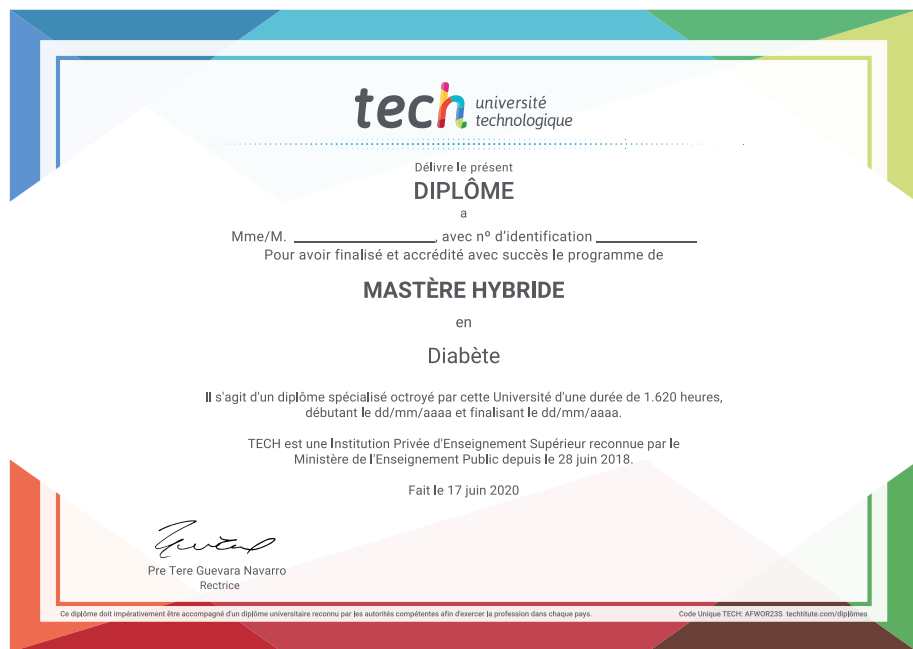 tech université
technologique
Délivre le présent
DIPLÔME
a
Mme/M. ____________, avec nº d'identification ____________
Pour avoir finalisé et accrédité avec succès le programme de
MASTÈRE HYBRIDE
en
Diabète
Il s'agit d'un diplôme spécialisé octroyé par cette Université d'une durée de 1.620 heures,
débutant le dd/mm/aaaa et finalisant le dd/mm/aaaa.
TECH est une Institution Privée d'Enseignement Supérieur reconnue par le
Ministère de l'Enseignement Public depuis le 28 juin 2018.
Fait le 17 juin 2020
Pre Tere Guevara Navarro
Rectrice
Ce diplôme doit impérativement être accompagné d'un diplôme universitaire reconnu par les autorités compétentes afin d'exercer la profession dans chaque pays.
Code Unique TECH: AFWOR23S techtitute.com/diplômes